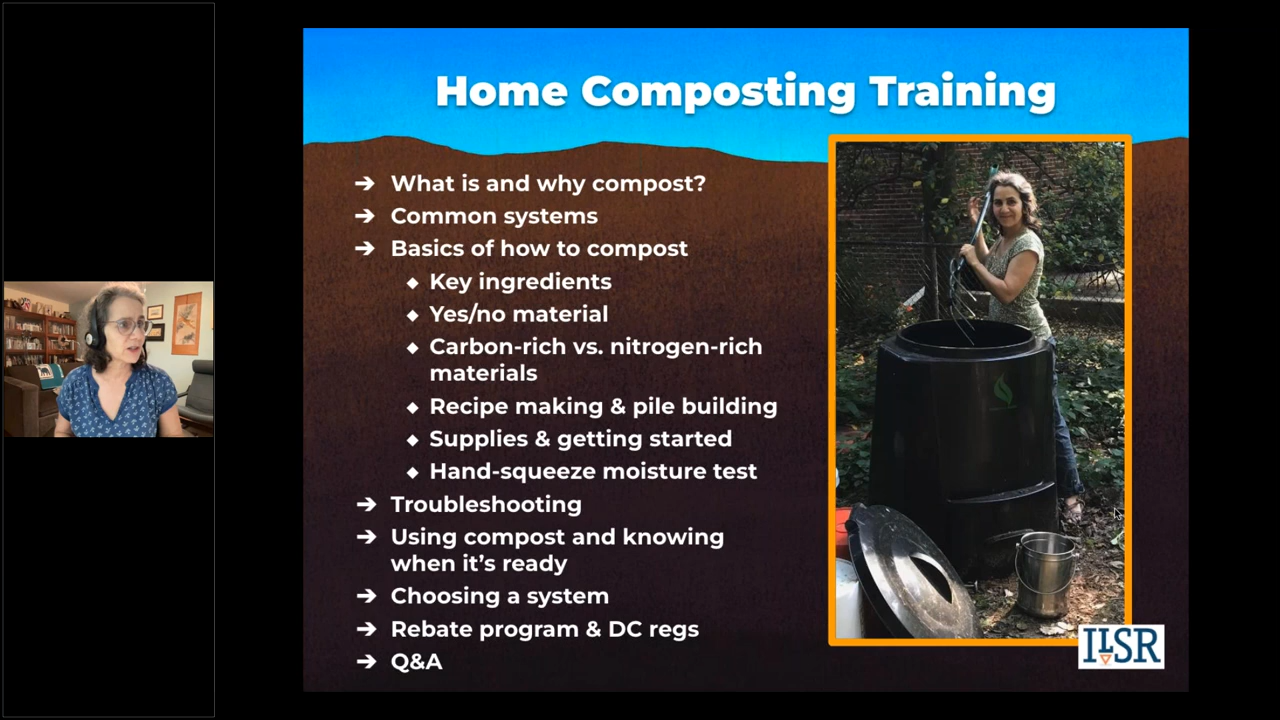 Home Composting Training
➔ What is and why compost?
➔ Common systems
➔ Basics of how to compost
◆ Key ingredients
◆ Yes/no material
◆ Carbon-rich vs. nitrogen-rich
materials
◆ Recipe making & pile building
◆ Supplies & getting started
◆ Hand-squeeze moisture test
➔ Troubleshooting
➔ Using compost and knowing
when it’s ready
➔ Choosing a system
➔ Rebate program & DC regs
➔ Q&A
ILSR